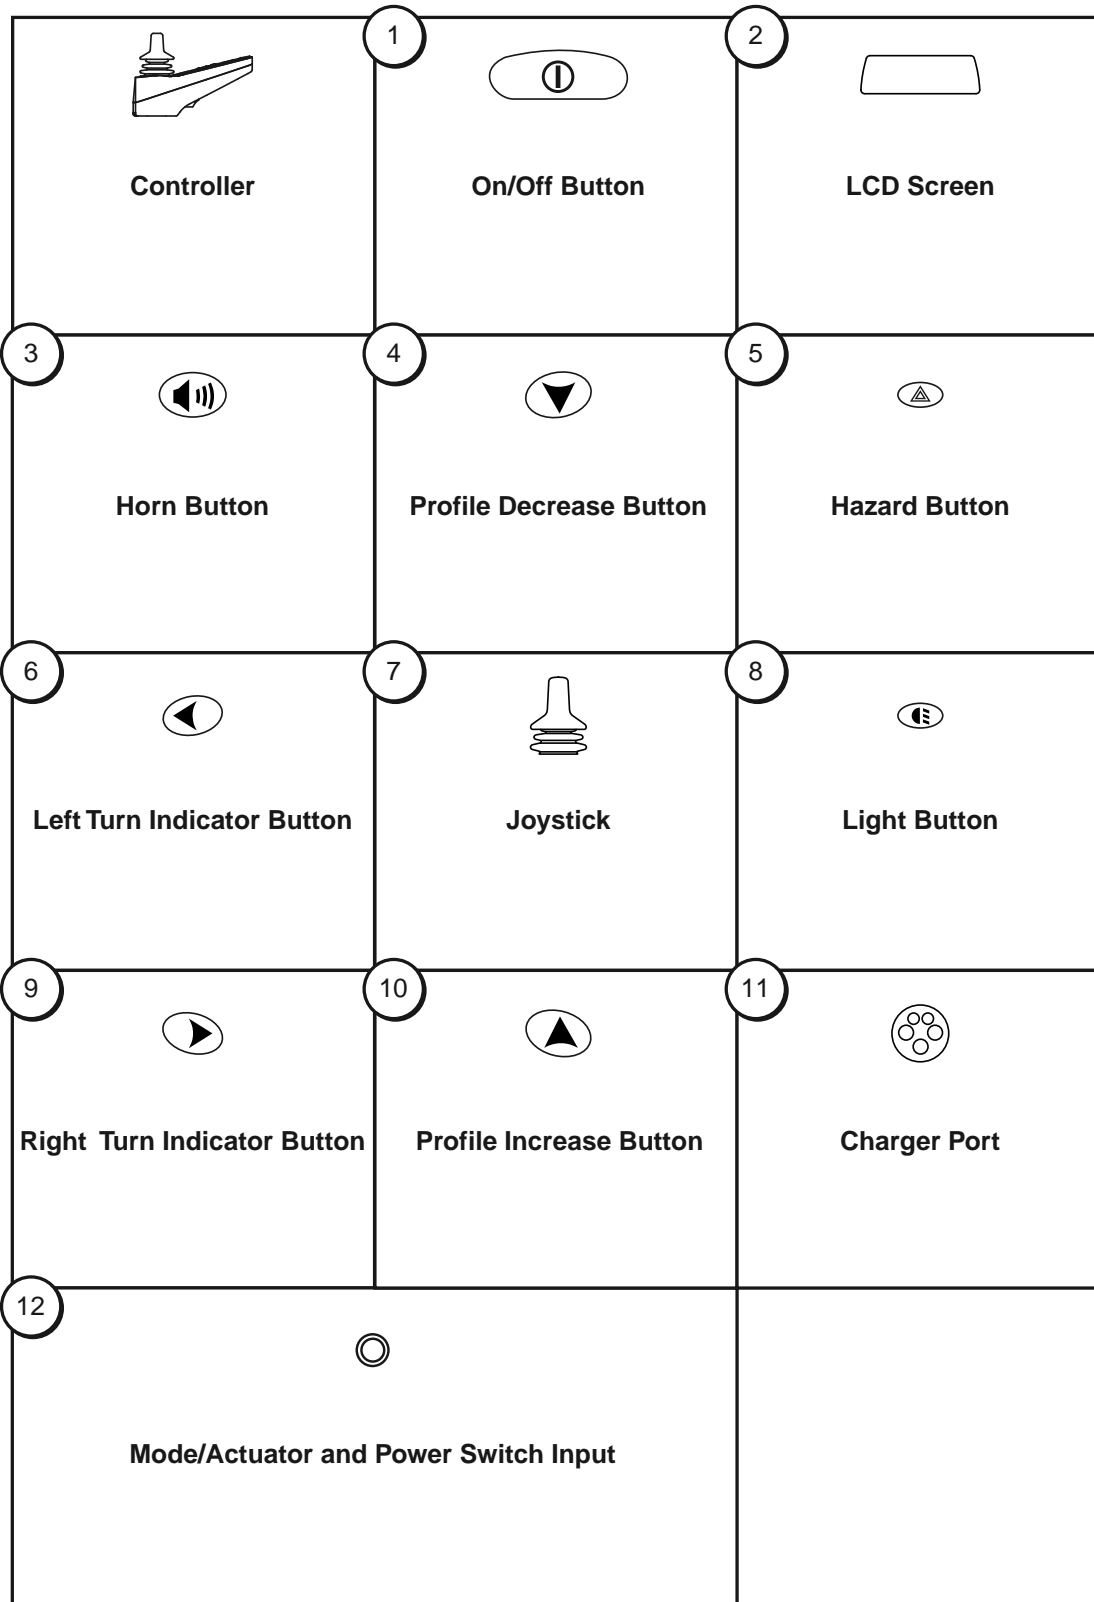 Controller
1
On/Off Button
2
LCD Screen
3
Horn Button
4
Profile Decrease Button
5
Hazard Button
6
Left Turn Indicator Button
7
Joystick
8
Light Button
9
Right Turn Indicator Button
10
Profile Increase Button
11
Charger Port
12
Mode/Actuator and Power Switch Input